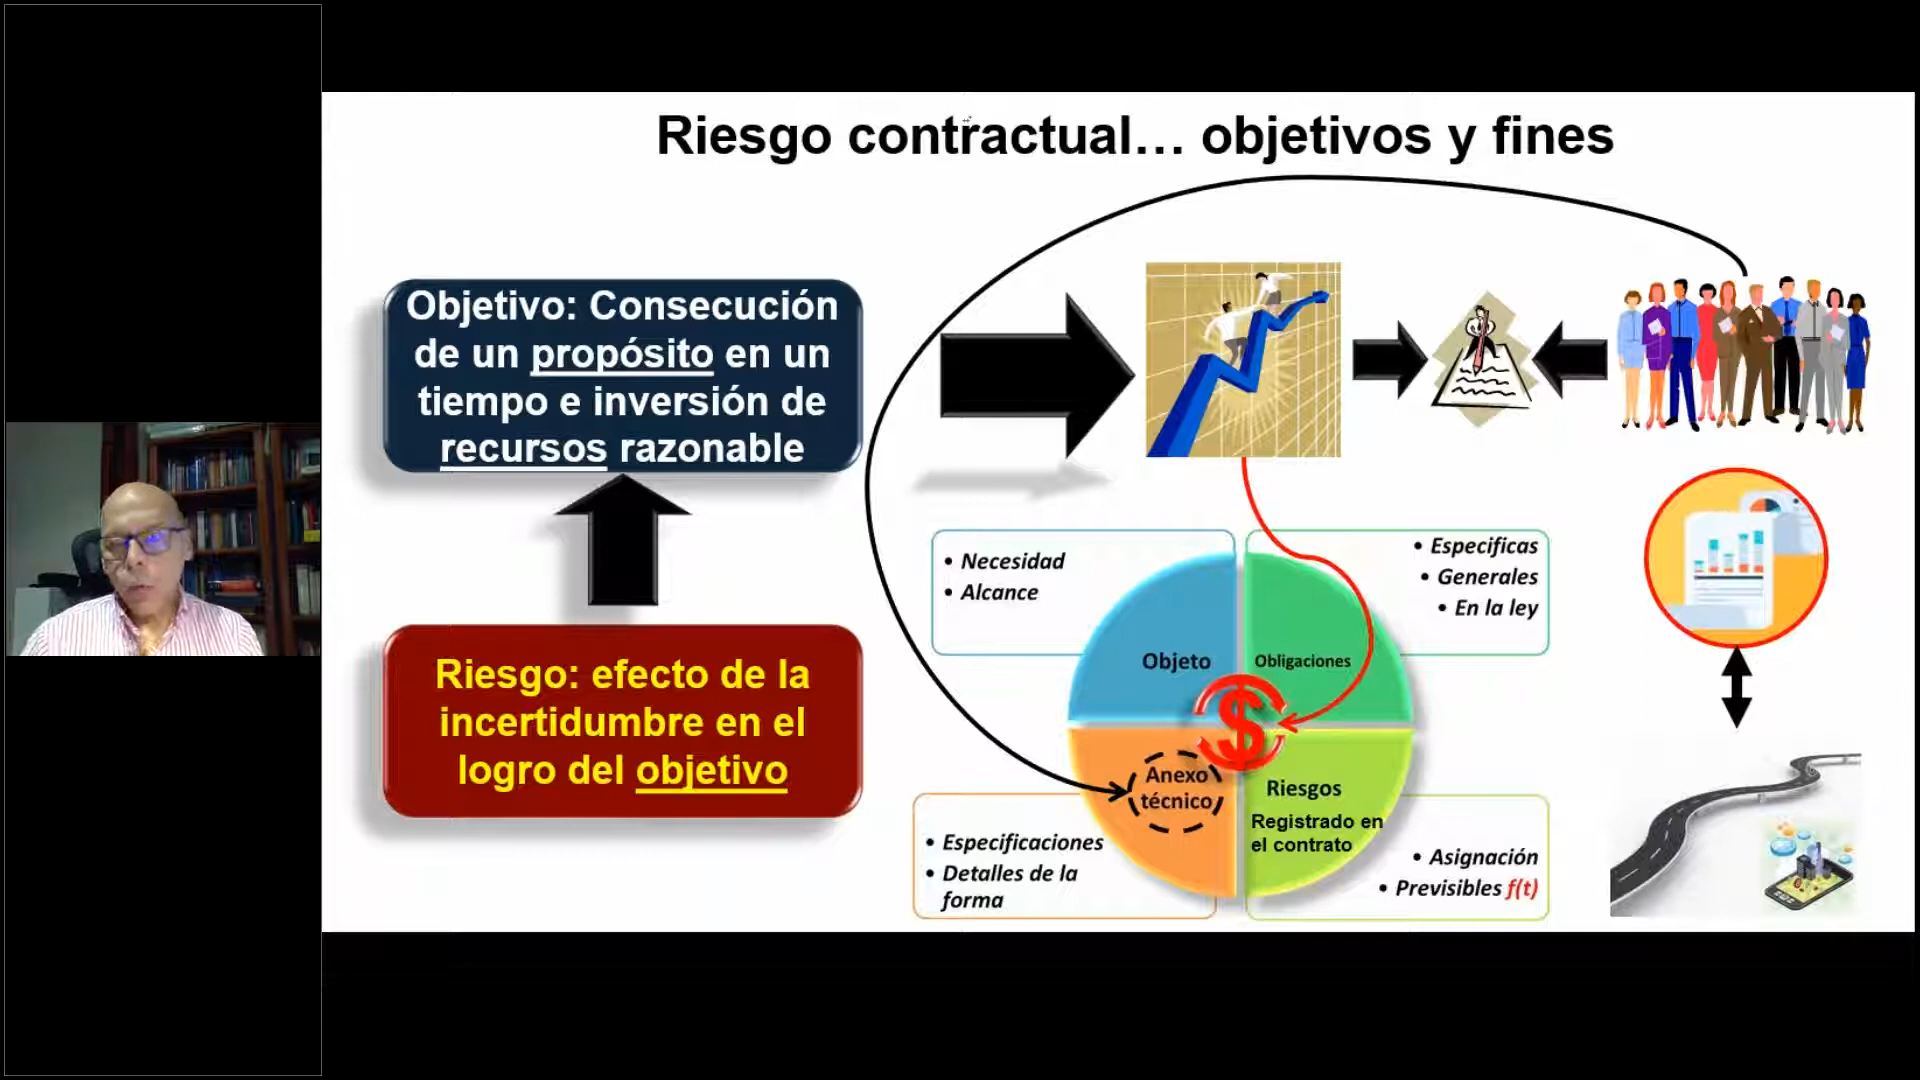 Riesgo contractual… objetivos y fines
Objetivo: Consecución
de un propósito en un
tiempo e inversión de
recursos razonable
Riesgo: efecto de la
incertidumbre en el
logro del objetivo
• Necesidad
• Alcance
• Especificas
• Generales
• En la ley
Objeto
Obligaciones
$
Anexo
técnico
Riesgos
Registrado en
el contrato
• Especificaciones
• Detalles de la
forma
• Asignación
• Previsibles f(t)